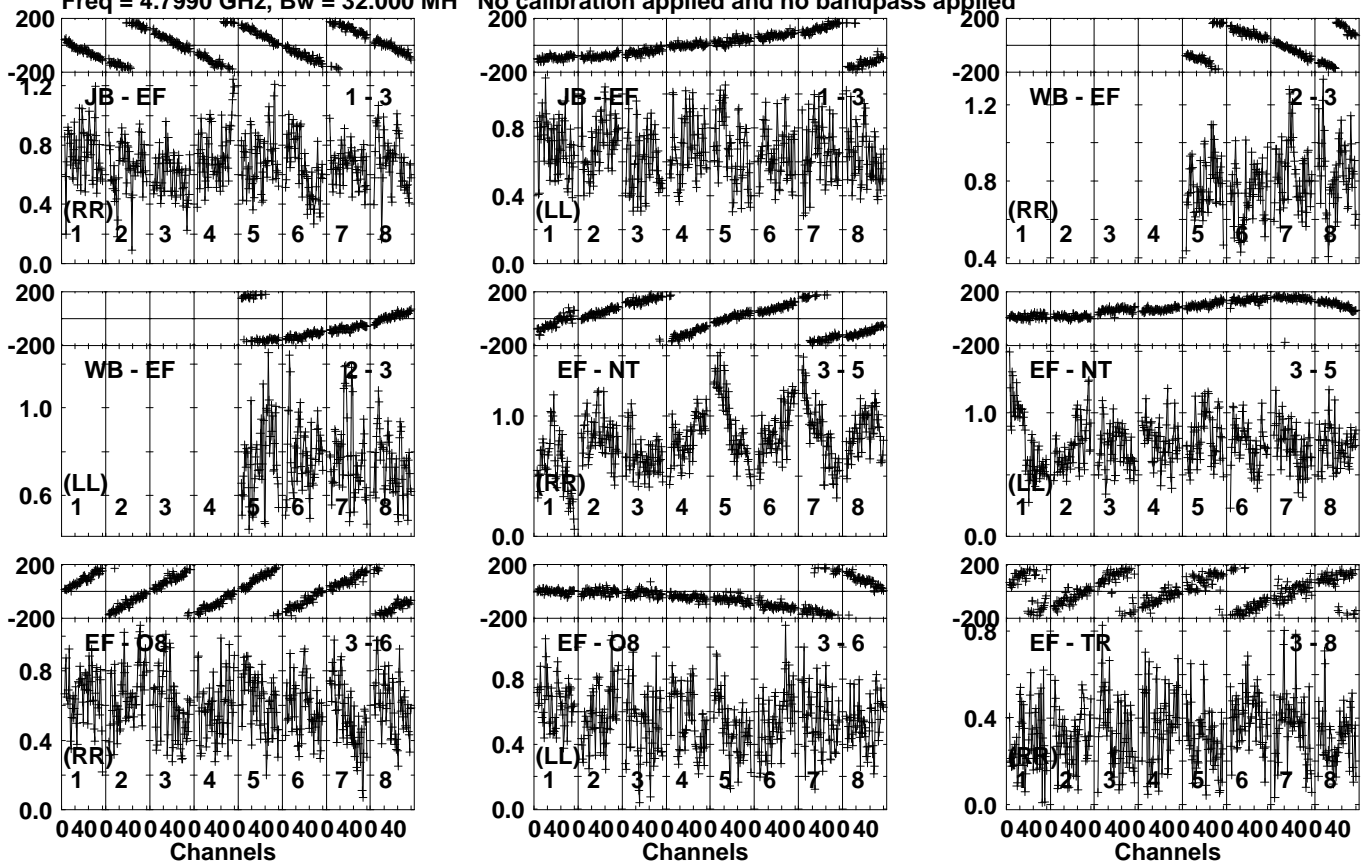 Freq = 4.7990 GHz, Bw = 32.000 MH No calibration applied and no bandpass applied
-200 -200 200 -200
1.2 JB - EF 1 - 3 JB - EF 1 - 3 WB - EF 2 - 3
1.2
0.8 0.8 0.8
0.4 0.4
(RR) (LL) (RR)
1 2 3 4 5 6 7 8 1 2 3 4 5 6 7 8 1 2 3 4 5 6 7 8
0.0 0.0 0.4
200 200 200
-200 -200 -200
WB - EF 2 - 3 EF - NT 3 - 5 EF - NT 3 - 5
1.0 1.0 1.0
0.6
(LL) (RR) (LL)
1 2 3 4 5 6 7 8 1 2 3 4 5 6 7 8 1 2 3 4 5 6 7 8
0.0 0.0
200 200 200
-200 -200 -200
EF - O8 3 - 6 EF - O8 3 - 6 EF - TR 3 - 8
0.8 0.8 0.8
0.4 0.4 0.4
(RR) (LL) (RR)
1 2 3 4 5 6 7 8 1 2 3 4 5 6 7 8 1 2 3 4 5 6 7 8
0.0 0.0 0.0
0 40 0 40 0 40 0 40 0 40 0 40 0 40 0 40 0 40 0 40 0 40 0 40 0 40 0 40 0 40 0 40 0 40 0 40 0 40 0 40 0 40 0 40 0 40 0 40
Channels Channels Channels